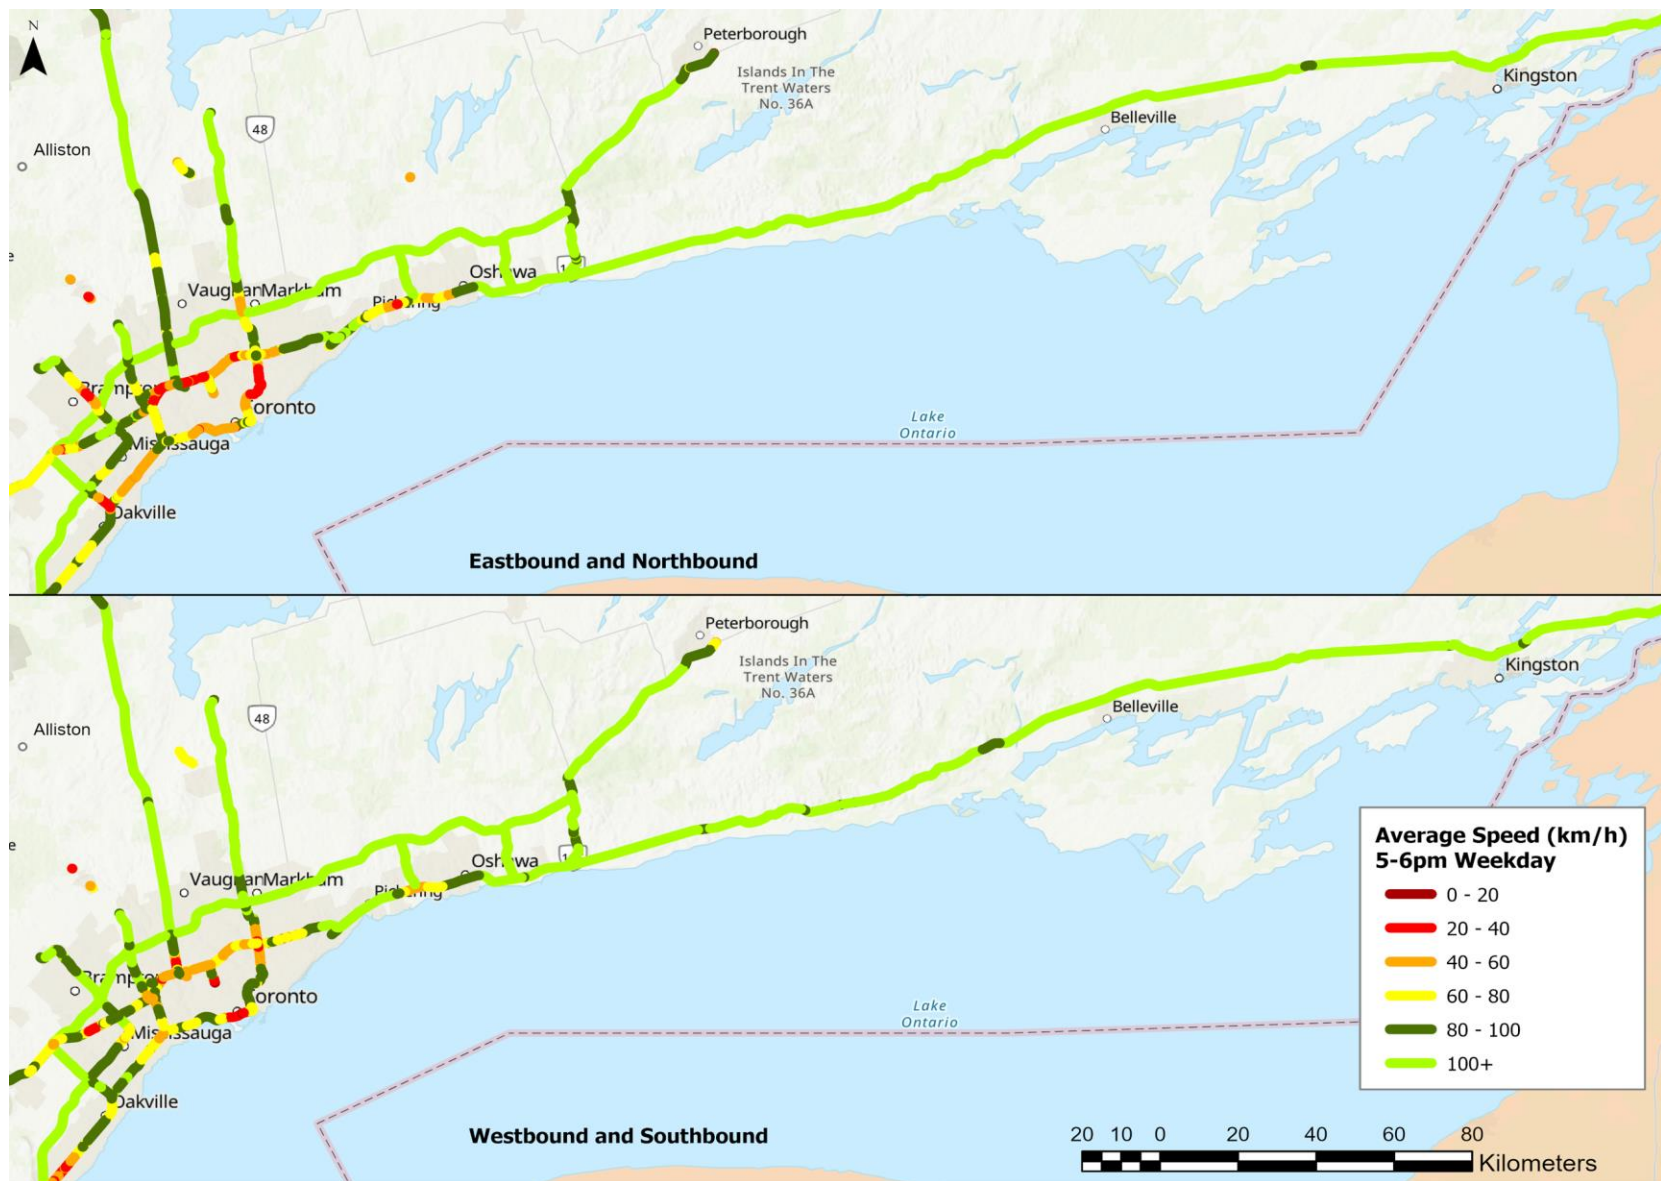 N
Peterborough
Islands In The
Trent Waters
No. 36A
Kingston
Belleville
48
Alliston
e
Oshawa
Vaughan Markham
Pickering
Toronto
Mississauga
Oakville
Lake
Ontario
Eastbound and Northbound
Peterborough
Islands In The
Trent Waters
No. 36A
Kingston
Belleville
48
Alliston
e
Oshawa
Vaughan Markham
Pickering
Toronto
Mississauga
Oakville
Lake
Ontario
Westbound and Southbound
Average Speed (km/h)
5-6pm Weekday
0 - 20
20 - 40
40 - 60
60 - 80
80 - 100
100+
20 10 0 20 40 60 80
Kilometers